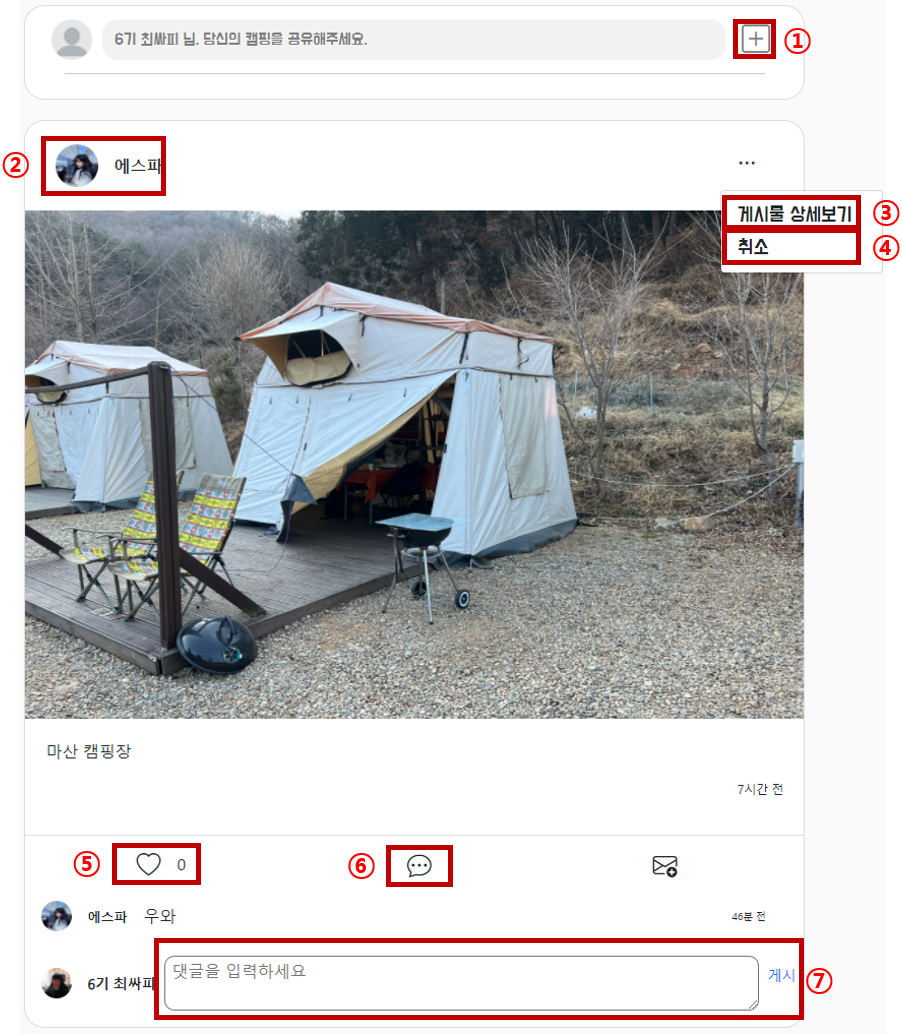 6기 최싸피 님. 당신의 캠핑을 공유해주세요.
①
② 에스파
...
게시물 상세보기 ③
취소 ④
마산 캠핑장
7시간 전
⑤ 0 ⑥
에스파 우와 46분 전
6기 최싸피 댓글을 입력하세요 게시 ⑦